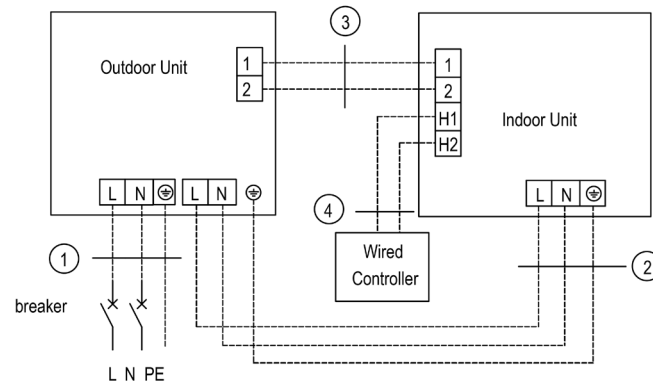 3
Outdoor Unit
1
2
1
2
H1
H2
Indoor Unit
L N ⏚ L N ⏚
L N ⏚
4
Wired
Controller
1
2
breaker
L N PE